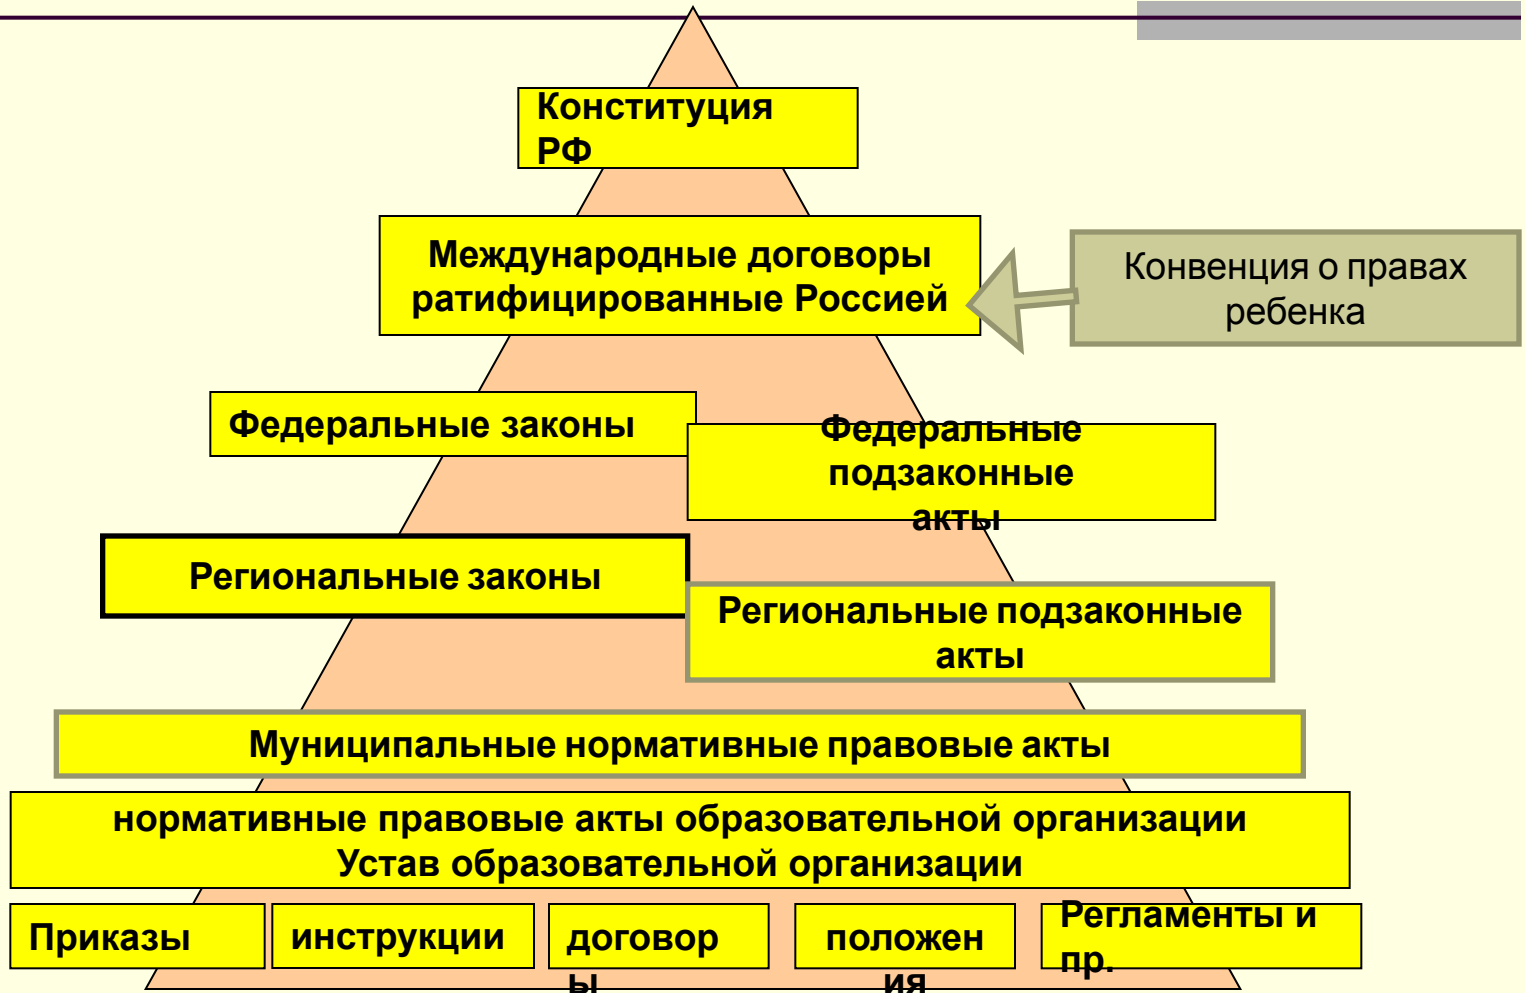 Конституция
РФ
Международные договоры
ратифицированные Россией
Конвенция о правах
ребенка
Федеральные законы
Федеральные
подзаконные
акты
Региональные законы
Региональные подзаконные
акты
Муниципальные нормативные правовые акты
нормативные правовые акты образовательной организации
Устав образовательной организации
Приказы
инструкции
договор
ы
положен
ия
Регламенты и
пр.